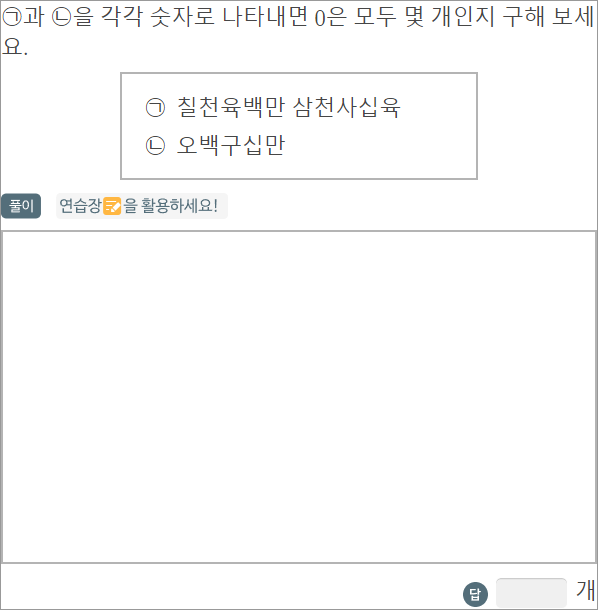 ㉠과 ㉡을 각각 숫자로 나타내면 0은 모두 몇 개인지 구해 보세
요.
㉠ 칠천육백만 삼천사십육
㉡ 오백구십만
풀이 연습장을 활용하세요!
답 개